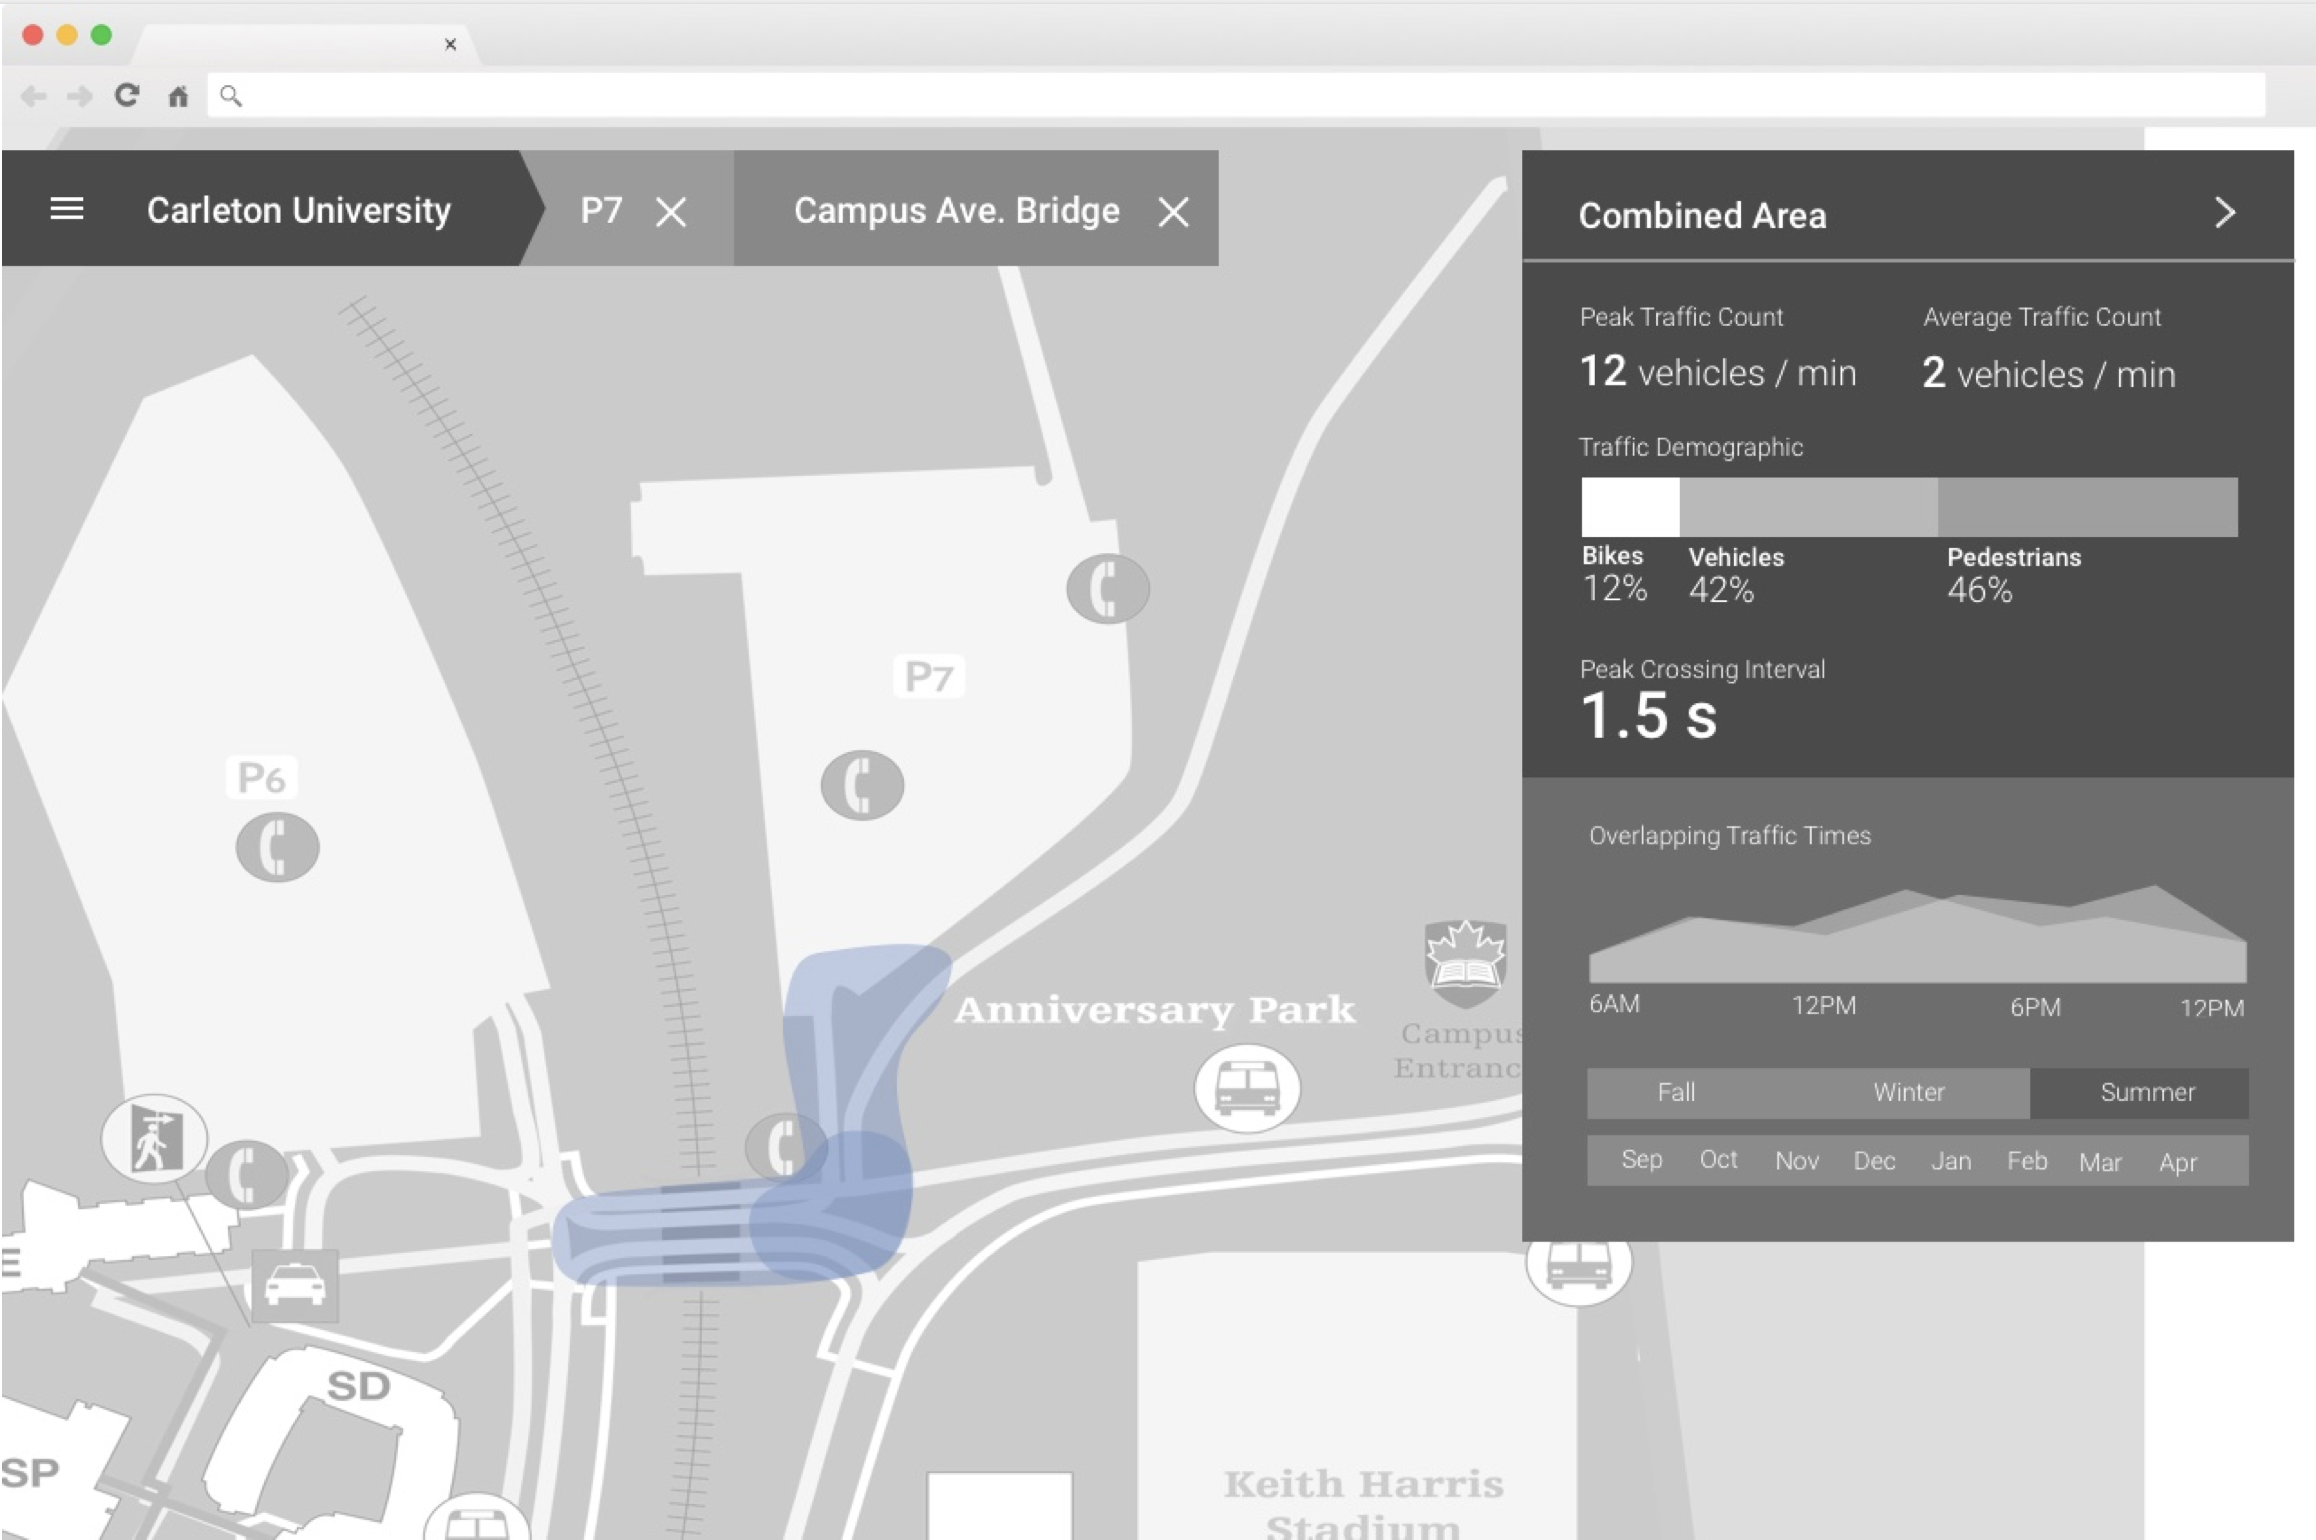 Carleton University P7 Campus Ave. Bridge
Combined Area
Peak Traffic Count Average Traffic Count
12 vehicles / min 2 vehicles / min
Traffic Demographic
Bikes Vehicles Pedestrians
12% 42% 46%
Peak Crossing Interval
1.5 s
Overlapping Traffic Times
6AM 12PM 6PM 12PM
Fall Winter Summer
Sep Oct Nov Dec Jan Feb Mar Apr
P7
P6
Anniversary Park
Campus
Entranc
E
SD
SP
Keith Harris
Stadium